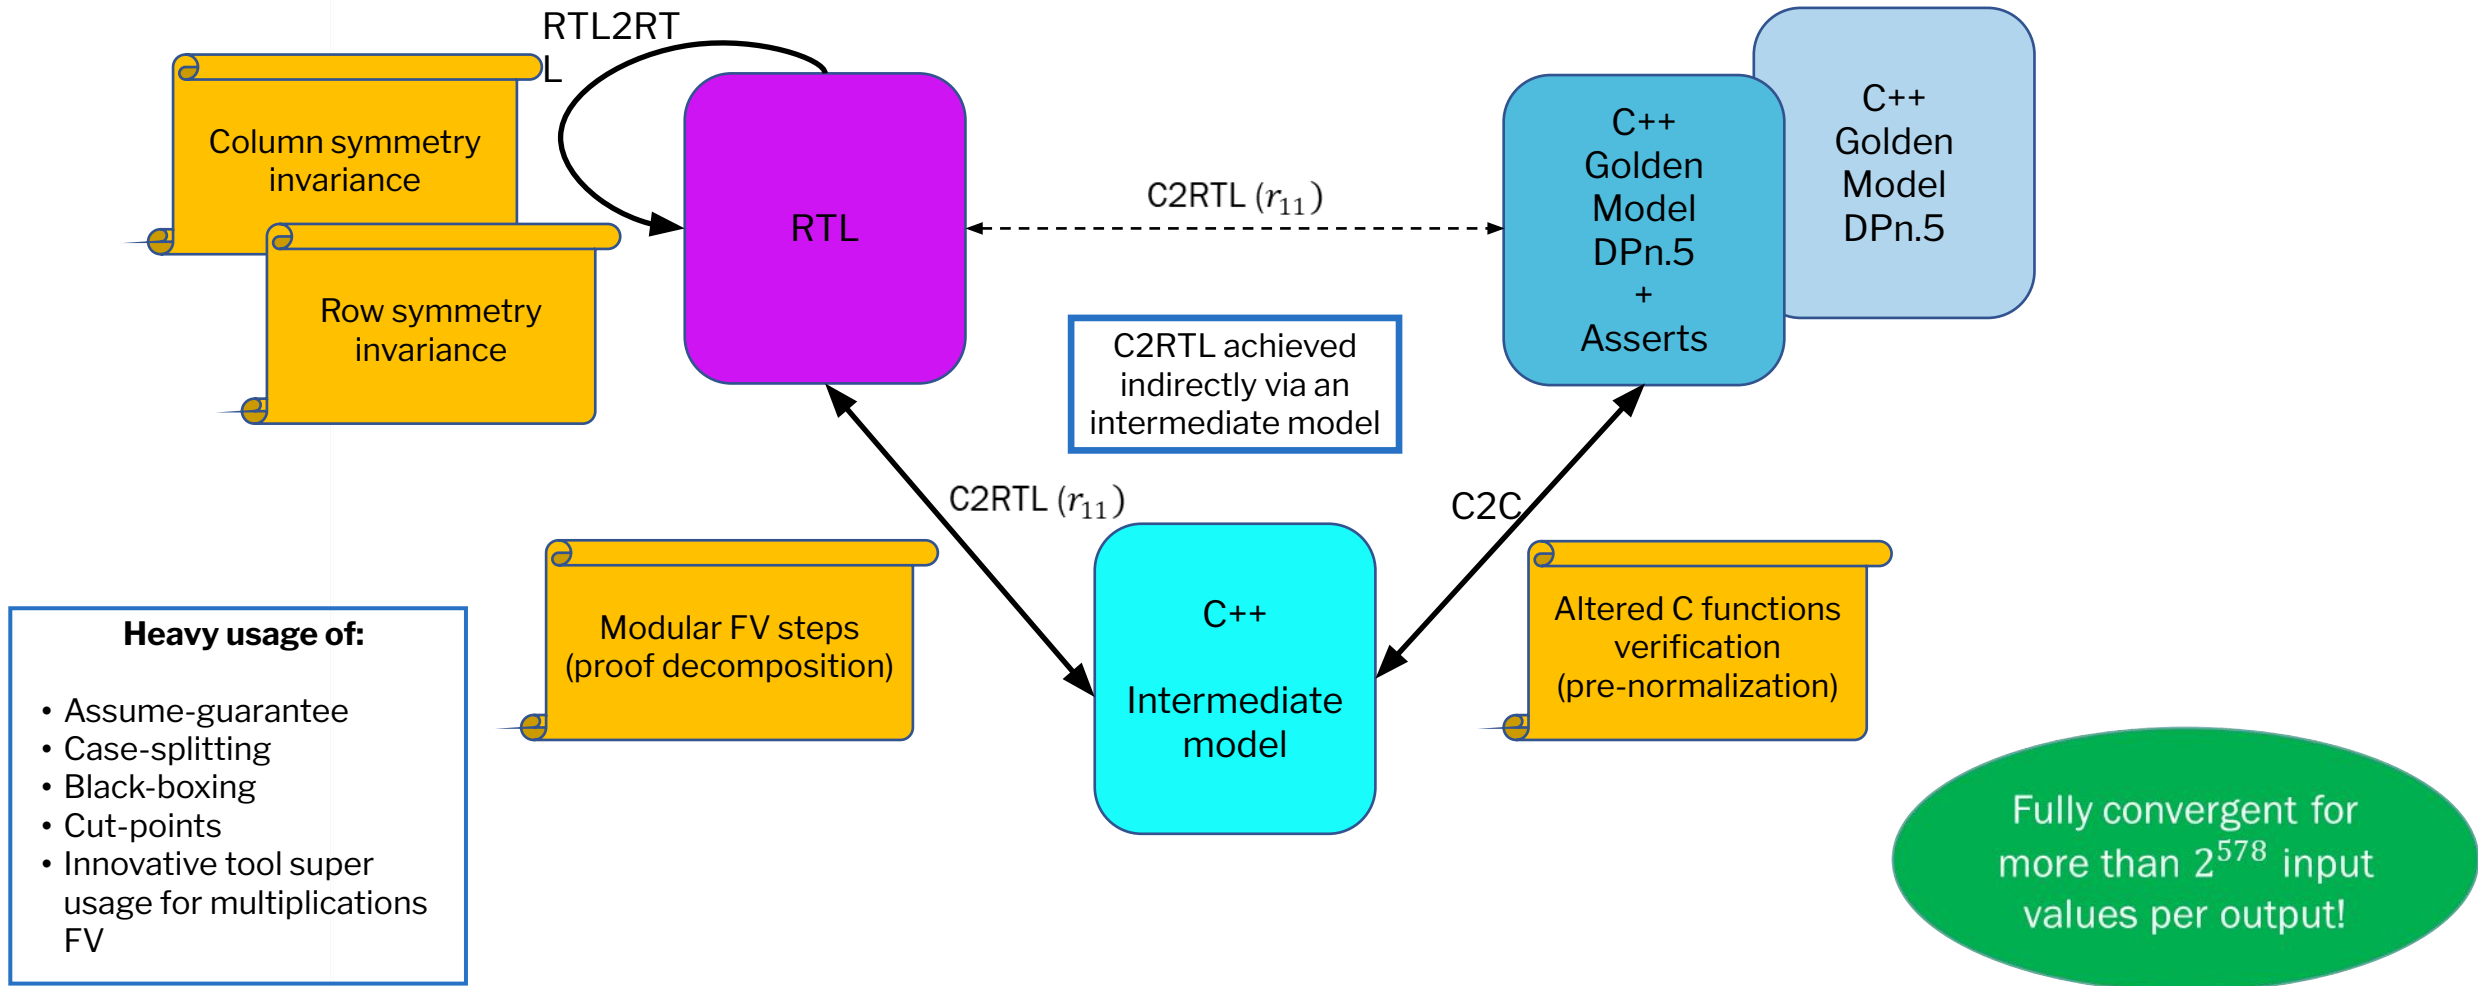 RTL2RT
L
Column symmetry
invariance
Row symmetry
invariance
RTL
C2RTL (r₁₁)
C++
Golden
Model
DPn.5
+
Asserts
C++
Golden
Model
DPn.5
C2RTL achieved
indirectly via an
intermediate model
C2RTL (r₁₁)
C2C
Modular FV steps
(proof decomposition)
C++
Intermediate
model
Altered C functions
verification
(pre-normalization)
Heavy usage of:
• Assume-guarantee
• Case-splitting
• Black-boxing
• Cut-points
• Innovative tool super
usage for multiplications
FV
Fully convergent for
more than 2⁵⁷⁸ input
values per output!